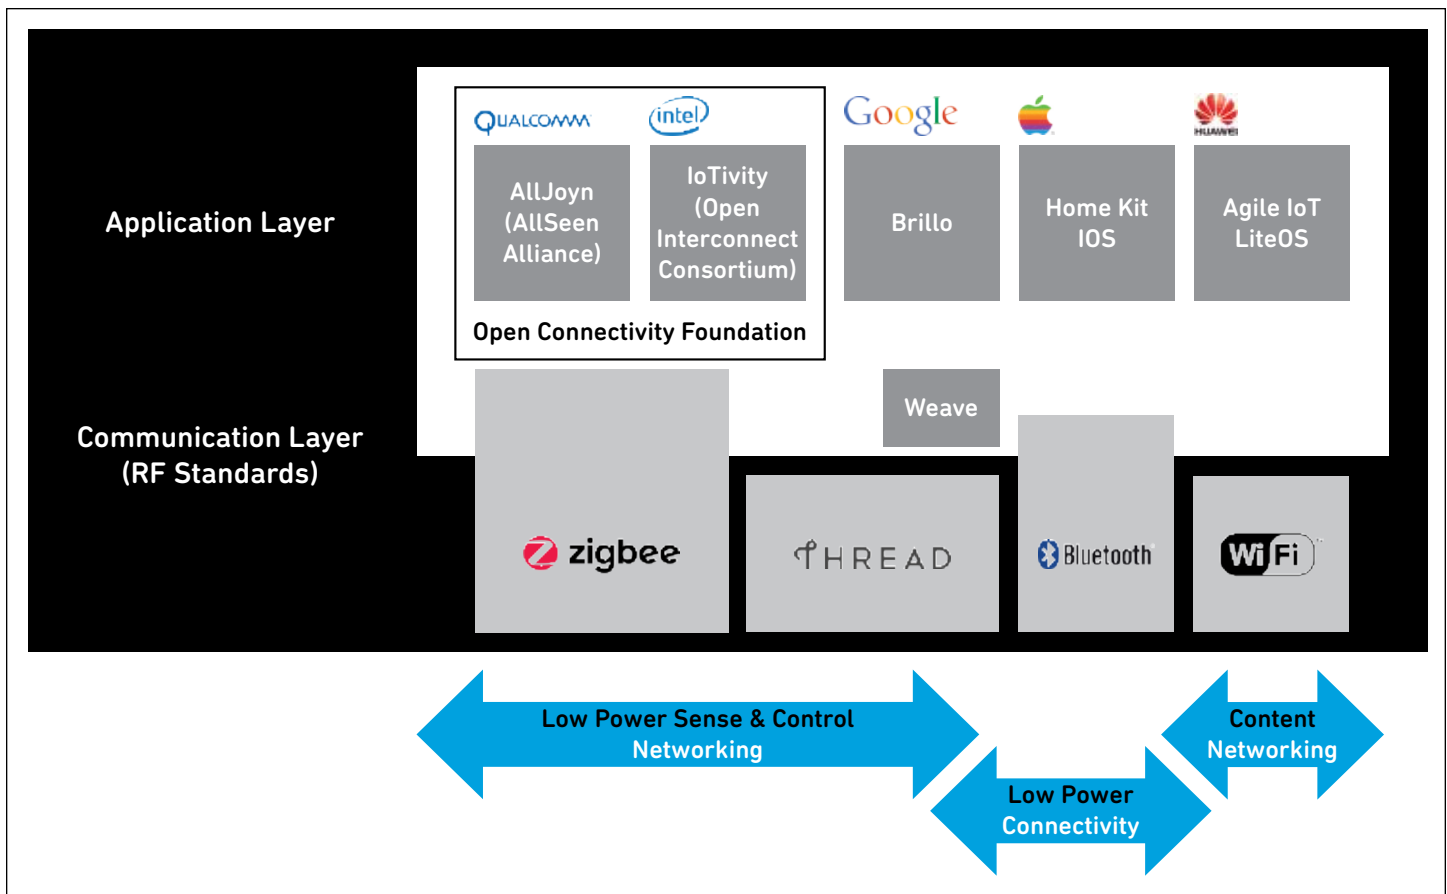 QUALCOMM
intel
Google
HUAWEI
Application Layer
AllJoyn
(AllSeen
Alliance)
IoTivity
(Open
Interconnect
Consortium)
Brillo
Home Kit
IOS
Agile IoT
LiteOS
Open Connectivity Foundation
Communication Layer
(RF Standards)
Weave
zigbee
THREAD
Bluetooth
Wi Fi
Low Power Sense & Control
Networking
Low Power
Connectivity
Content
Networking